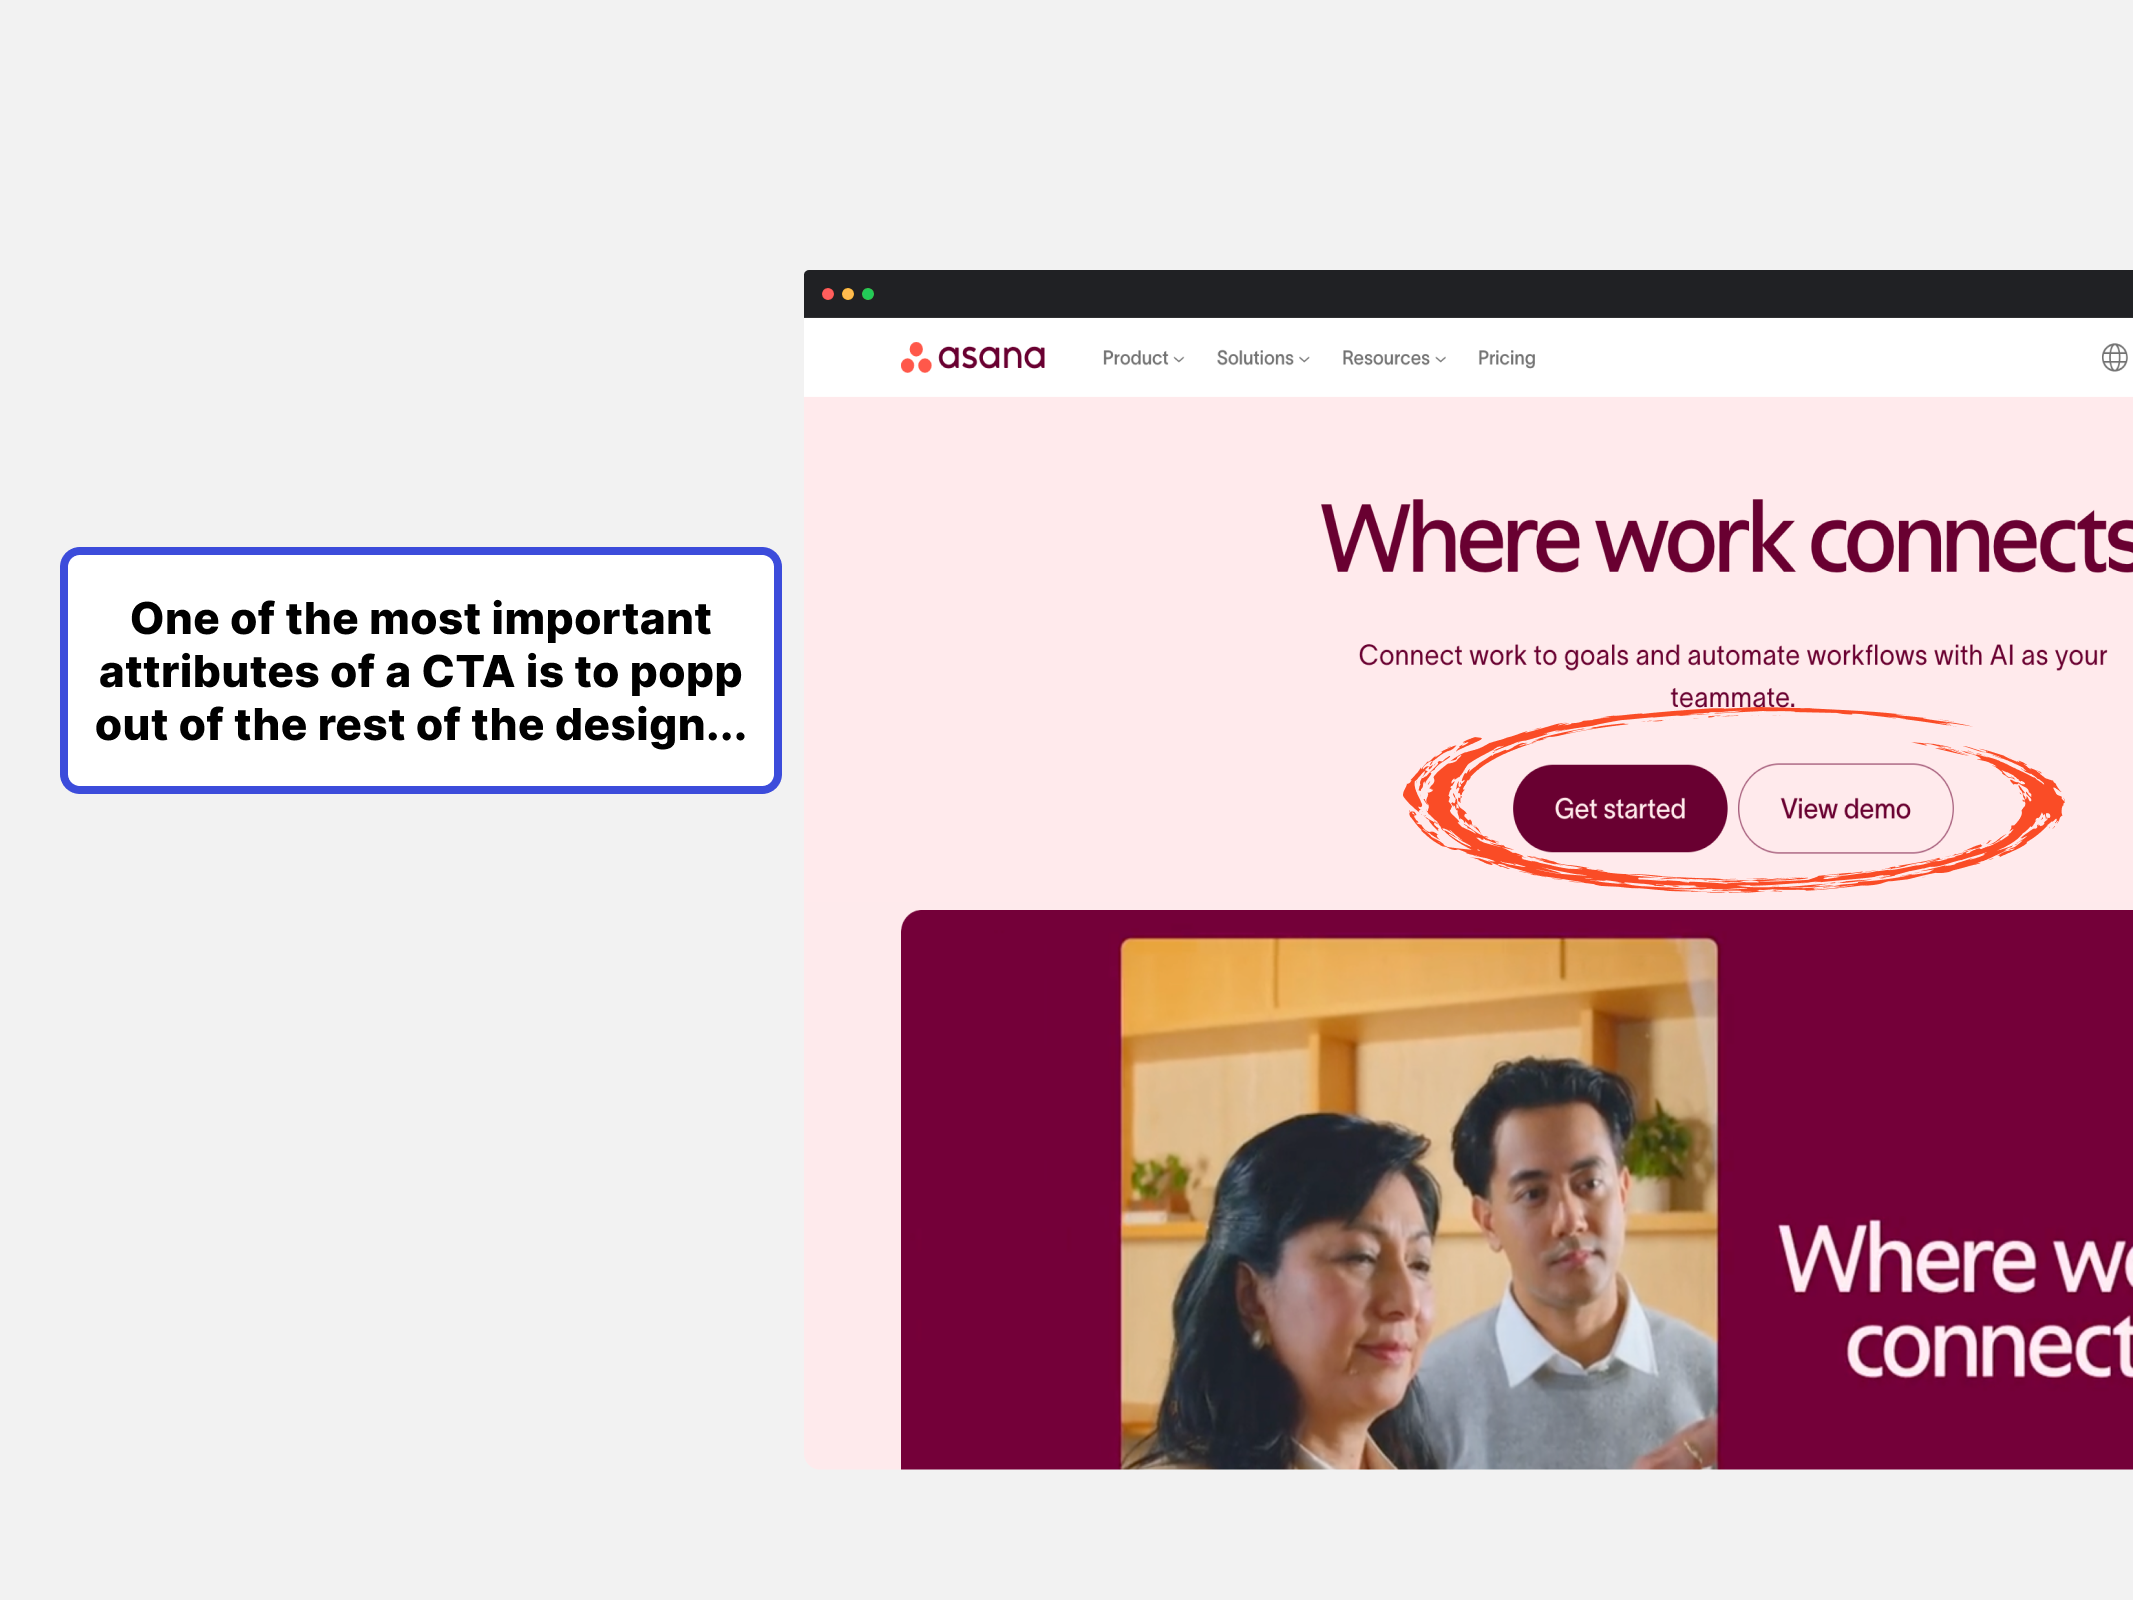 One of the most important
attributes of a CTA is to popp
out of the rest of the design...
asana
Product
Solutions
Resources
Pricing
Where work connects
Connect work to goals and automate workflows with AI as your
teammate.
Get started
View demo
Where
connect